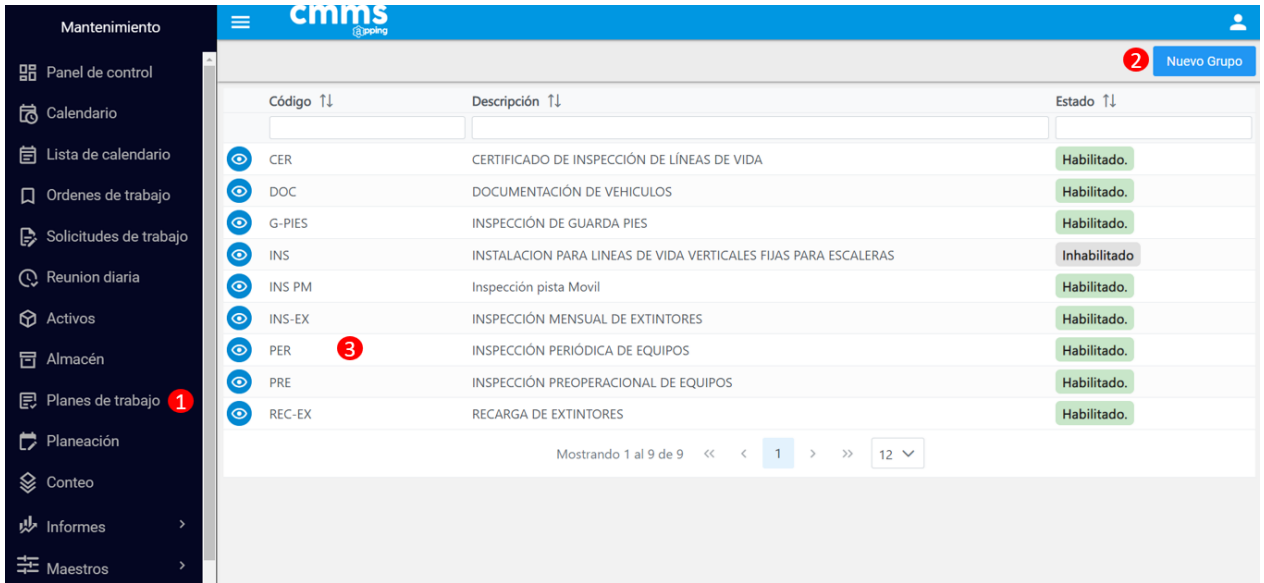 Mantenimiento
cmms
@pping
Panel de control
Calendario
Lista de calendario
Ordenes de trabajo
Solicitudes de trabajo
Reunion diaria
Activos
Almacén
Planes de trabajo 1
Planeación
Conteo
Informes
Maestros
2 Nuevo Grupo
Código Descripción Estado
CER CERTIFICADO DE INSPECCIÓN DE LÍNEAS DE VIDA Habilitado.
DOC DOCUMENTACIÓN DE VEHICULOS Habilitado.
G-PIES INSPECCIÓN DE GUARDA PIES Habilitado.
INS INSTALACION PARA LINEAS DE VIDA VERTICALES FIJAS PARA ESCALERAS Inhabilitado
INS PM Inspección pista Movil Habilitado.
INS-EX INSPECCIÓN MENSUAL DE EXTINTORES Habilitado.
PER 3 INSPECCIÓN PERIÓDICA DE EQUIPOS Habilitado.
PRE INSPECCIÓN PREOPERACIONAL DE EQUIPOS Habilitado.
REC-EX RECARGA DE EXTINTORES Habilitado.
Mostrando 1 al 9 de 9 << < 1 > >> 12